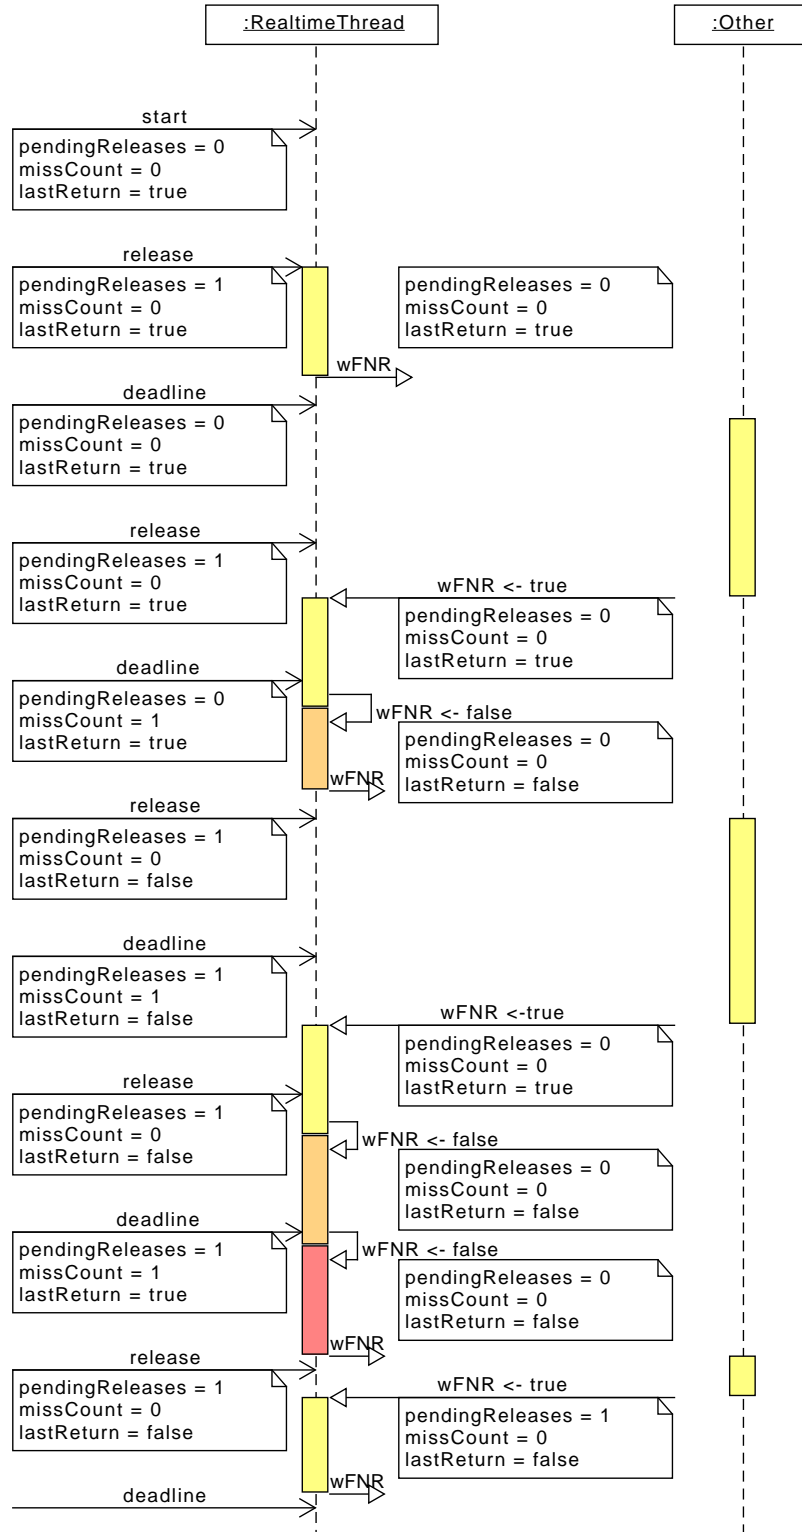 :RealtimeThread
:Other
start
pendingReleases = 0
missCount = 0
lastReturn = true
release
pendingReleases = 1
missCount = 0
lastReturn = true
pendingReleases = 0
missCount = 0
lastReturn = true
wFNR
deadline
pendingReleases = 0
missCount = 0
lastReturn = true
release
pendingReleases = 1
missCount = 0
lastReturn = true
wFNR <- true
pendingReleases = 0
missCount = 0
lastReturn = true
deadline
pendingReleases = 0
missCount = 1
lastReturn = true
wFNR <- false
pendingReleases = 0
missCount = 0
lastReturn = false
wFNR
release
pendingReleases = 1
missCount = 0
lastReturn = false
deadline
pendingReleases = 1
missCount = 1
lastReturn = false
wFNR <-true
pendingReleases = 0
missCount = 0
lastReturn = true
release
pendingReleases = 1
missCount = 0
lastReturn = false
wFNR <- false
pendingReleases = 0
missCount = 0
lastReturn = false
deadline
pendingReleases = 1
missCount = 1
lastReturn = true
wFNR <- false
pendingReleases = 0
missCount = 0
lastReturn = false
wFNR
release
pendingReleases = 1
missCount = 0
lastReturn = false
wFNR <- true
pendingReleases = 1
missCount = 0
lastReturn = false
wFNR
deadline